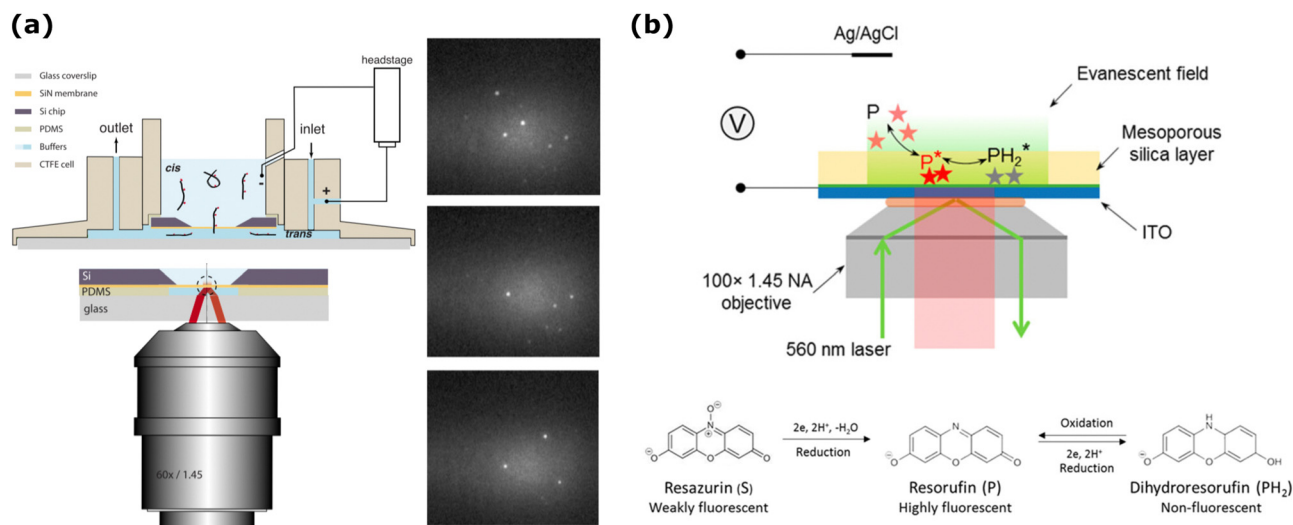 (a)
Glass coverslip
SiN membrane
Si chip
PDMS
Buffers
CTFE cell
outlet
inlet
headstage
cis
-
+
trans
Si
PDMS
glass
60x / 1.45
(b)
Ag/AgCl
Evanescent field
V
P
P*
PH₂*
Mesoporous
silica layer
ITO
100× 1.45 NA
objective
560 nm laser
O⊖
N
⊕
⊖O
O
O
2e, 2H⁺, -H₂O
Reduction
N
⊖O
O
O
Oxidation
2e, 2H⁺
Reduction
H
N
⊖O
O
OH
Resazurin (S)
Weakly fluorescent
Resorufin (P)
Highly fluorescent
Dihydroresorufin (PH₂)
Non-fluorescent